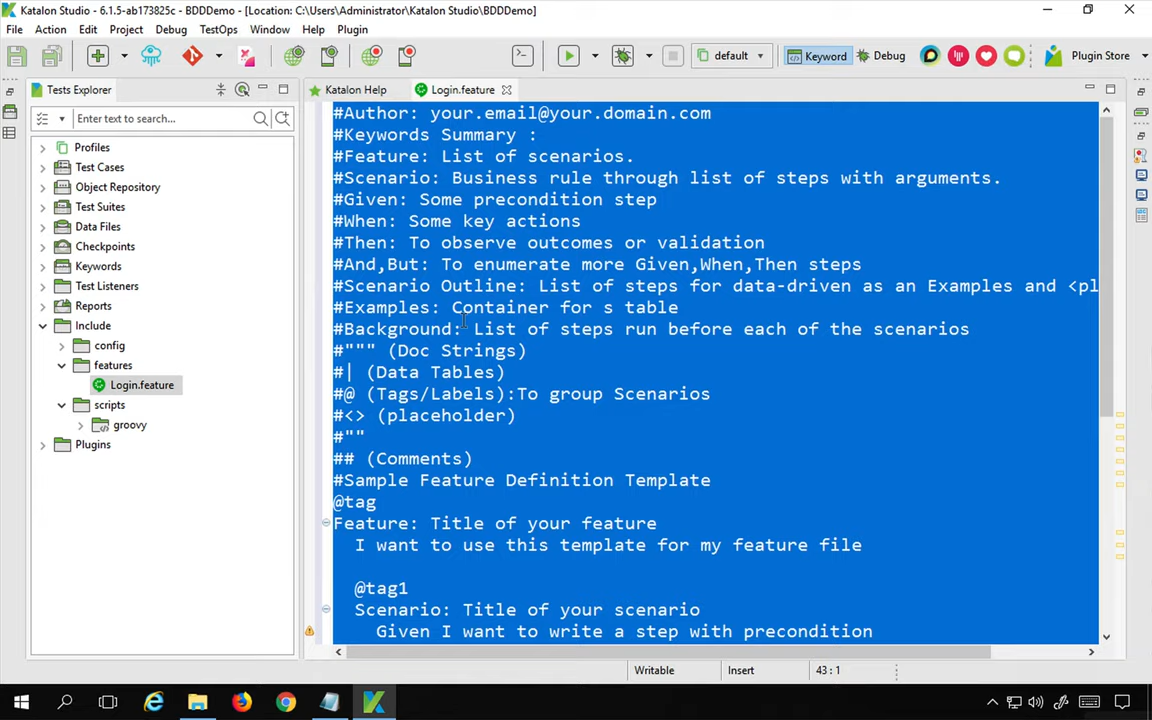 Katalon Studio - 6.1.5-ab173825c - BDDDemo - [Location: C:\Users\Administrator\Katalon Studio\BDDDemo]
File Action Edit Project Debug TestOps Window Help Plugin
default Keyword Debug Plugin Store
Tests Explorer
Katalon Help
Login.feature
Enter text to search...
Profiles
Test Cases
Object Repository
Test Suites
Data Files
Checkpoints
Keywords
Test Listeners
Reports
Include
config
features
Login.feature
scripts
groovy
Plugins
#Author: your.email@your.domain.com
#Keywords Summary :
#Feature: List of scenarios.
#Scenario: Business rule through list of steps with arguments.
#Given: Some precondition step
#When: Some key actions
#Then: To observe outcomes or validation
#And,But: To enumerate more Given,When,Then steps
#Scenario Outline: List of steps for data-driven as an Examples and <pl
#Examples: Container for s table
#Background: List of steps run before each of the scenarios
#""" (Doc Strings)
#| (Data Tables)
#@ (Tags/Labels):To group Scenarios
#<> (placeholder)
#""
## (Comments)
#Sample Feature Definition Template
@tag
Feature: Title of your feature
I want to use this template for my feature file
@tag1
Scenario: Title of your scenario
Given I want to write a step with precondition
Writable Insert 43 : 1